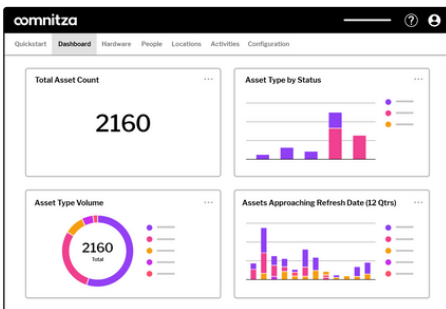 oomnitza
Quickstart Dashboard Hardware People Locations Activities Configuration
Total Asset Count
2160
Asset Type by Status
Asset Type Volume
2160
Total
Assets Approaching Refresh Date (12 Qtrs)